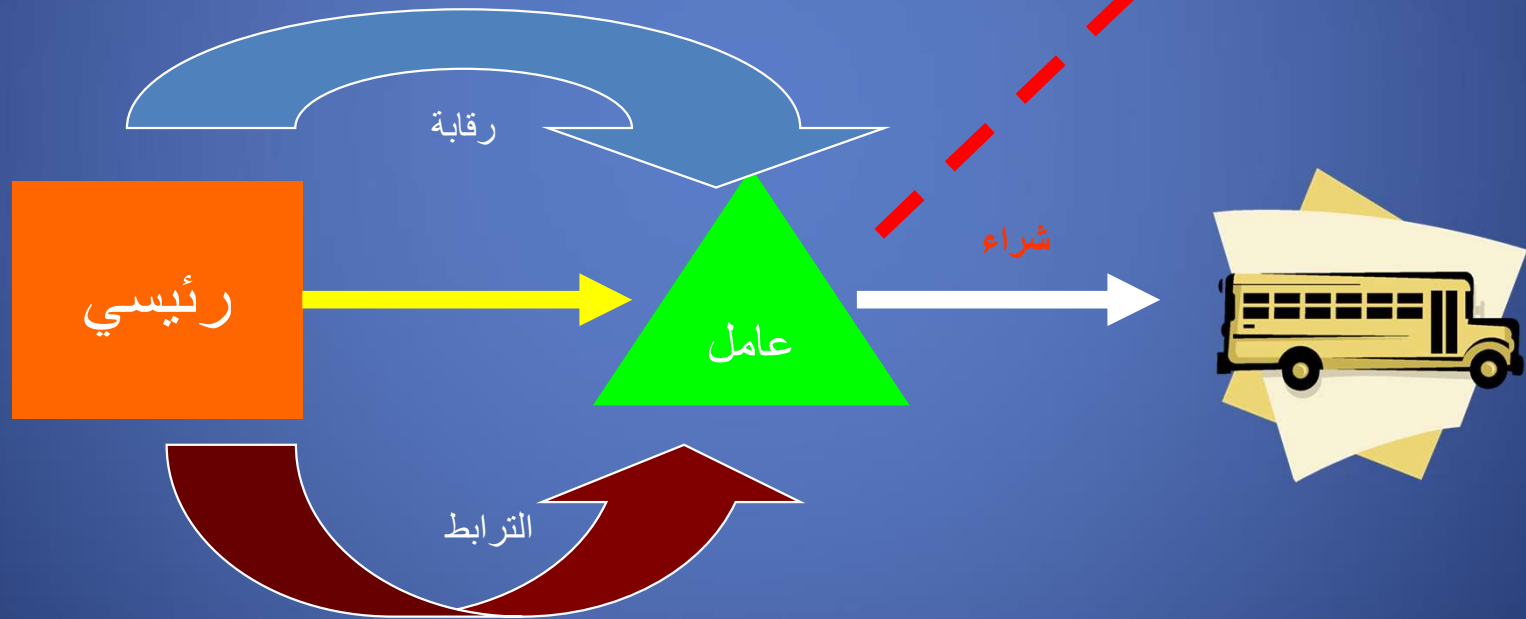 رقابة
شراء
رئيسي
عامل
الترابط